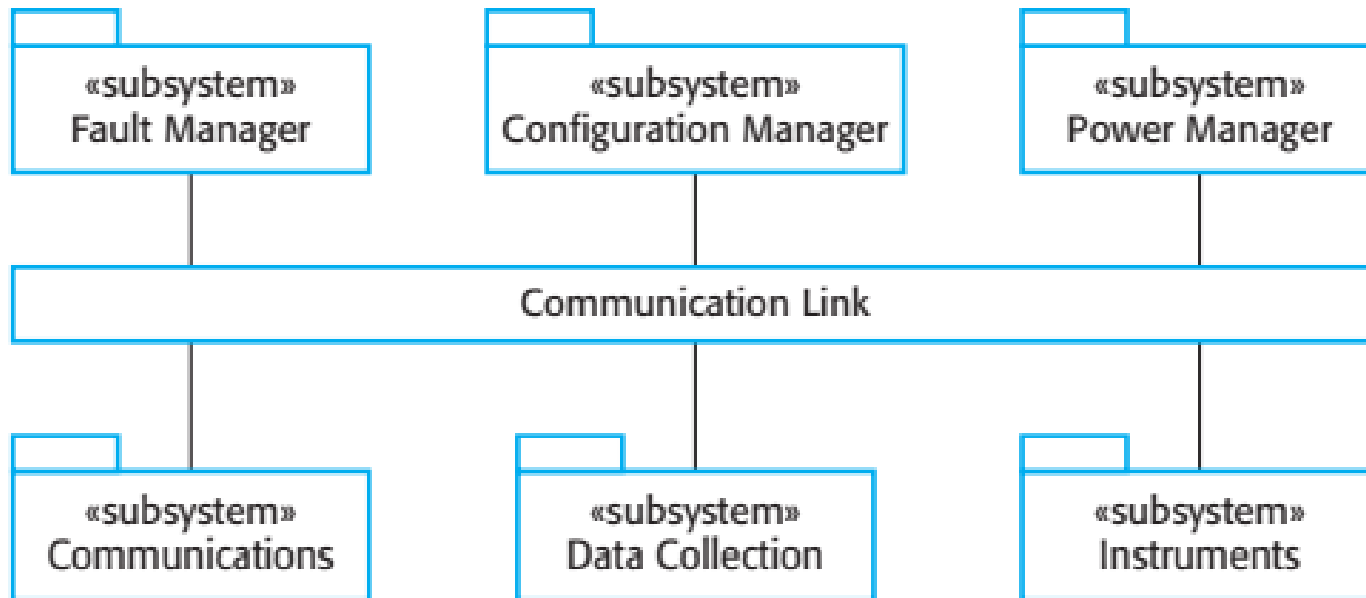 «subsystem»
Fault Manager
«subsystem»
Configuration Manager
«subsystem»
Power Manager
Communication Link
«subsystem»
Communications
«subsystem»
Data Collection
«subsystem»
Instruments